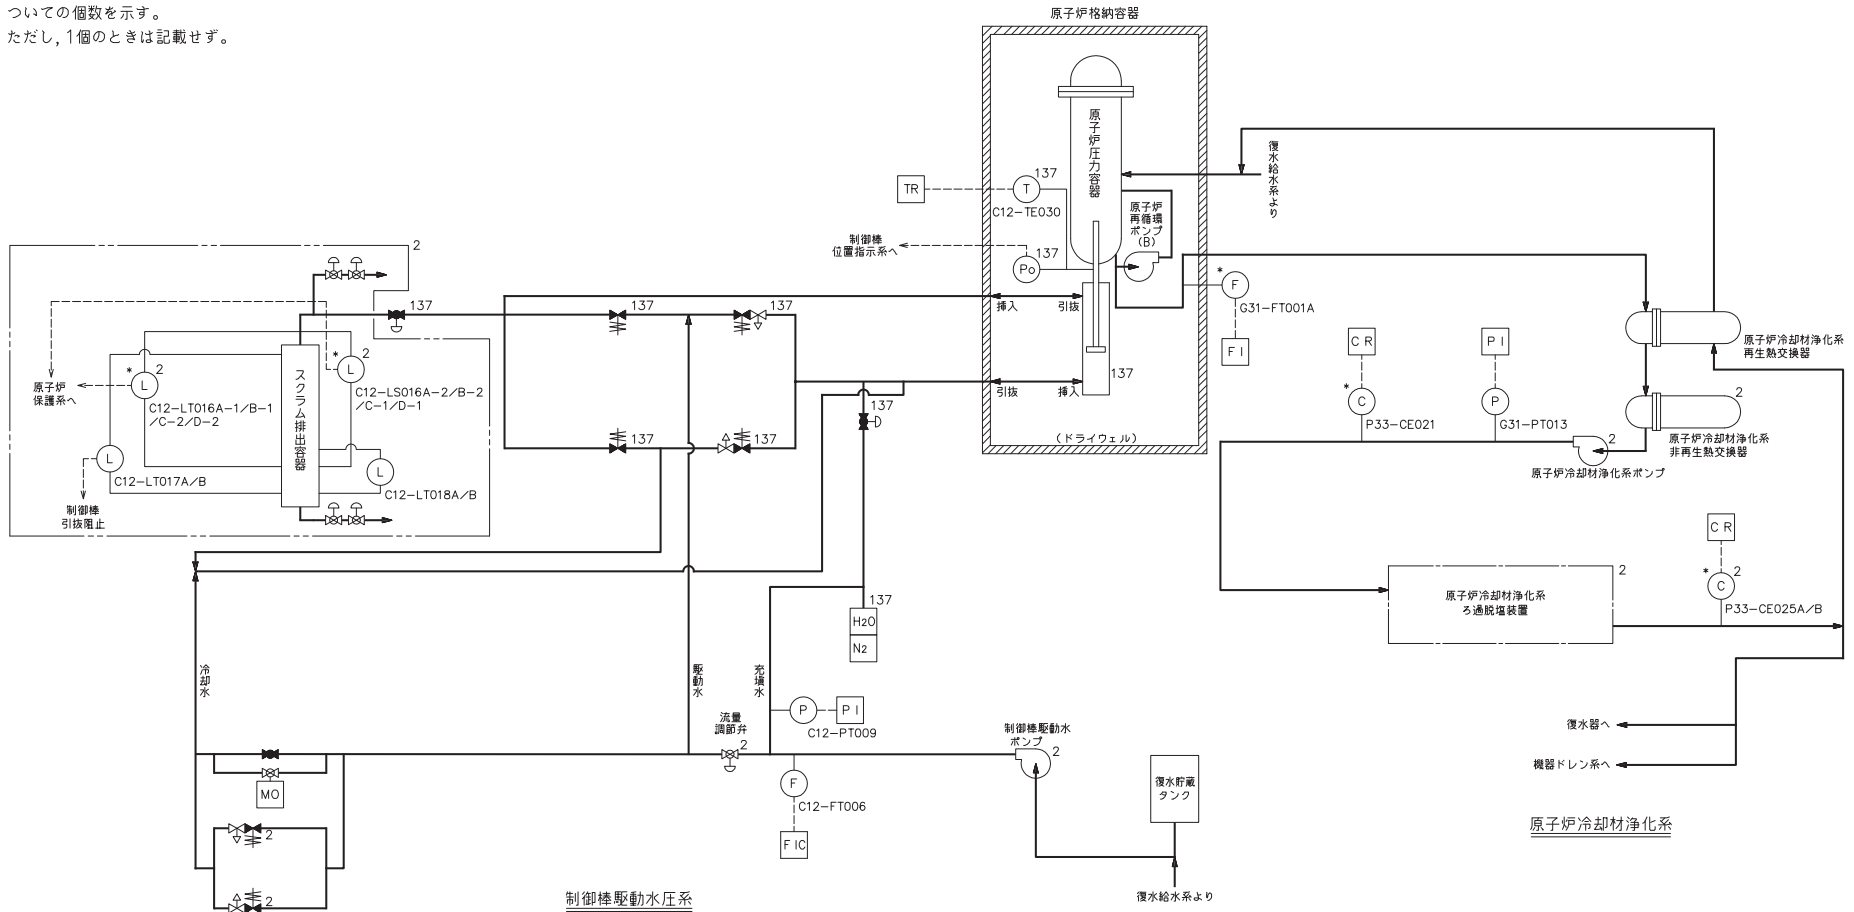 ついての個数を示す。
ただし，1個のときは記載せず。
原子炉格納容器
原子炉圧力容器
復水給水系より
137
TR
T
C12-TE030
原子炉
再循環
ポンプ
(B)
制御棒
位置指示系へ
137
Po
2
*
F
G31-FT001A
FI
137
137
137
挿入
引抜
引抜
挿入
137
(ドライウェル)
CR
*
C
P33-CE021
PI
P
G31-PT013
原子炉冷却材浄化系
再生熱交換器
2
原子炉冷却材浄化系
非再生熱交換器
2
原子炉冷却材浄化系ポンプ
原子炉
保護系へ
*
2
L
C12-LT016A-1/B-1
/C-2/D-2
スクラム排出容器
*
2
L
C12-LS016A-2/B-2
/C-1/D-1
L
C12-LT017A/B
L
C12-LT018A/B
制御棒
引抜阻止
137
137
137
CR
*
2
C
P33-CE025A/B
原子炉冷却材浄化系
ろ過脱塩装置
2
137
H2O
N2
冷却水
駆動水
充填水
流量
調節弁
2
P
PI
C12-PT009
制御棒駆動水
ポンプ
2
F
C12-FT006
FIC
MO
2
2
復水貯蔵
タンク
復水給水系より
復水器へ
機器ドレン系へ
制御棒駆動水圧系
原子炉冷却材浄化系